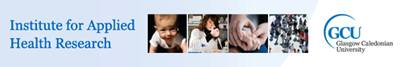 Institute for Applied
Health Research
GCU
Glasgow Caledonian
University